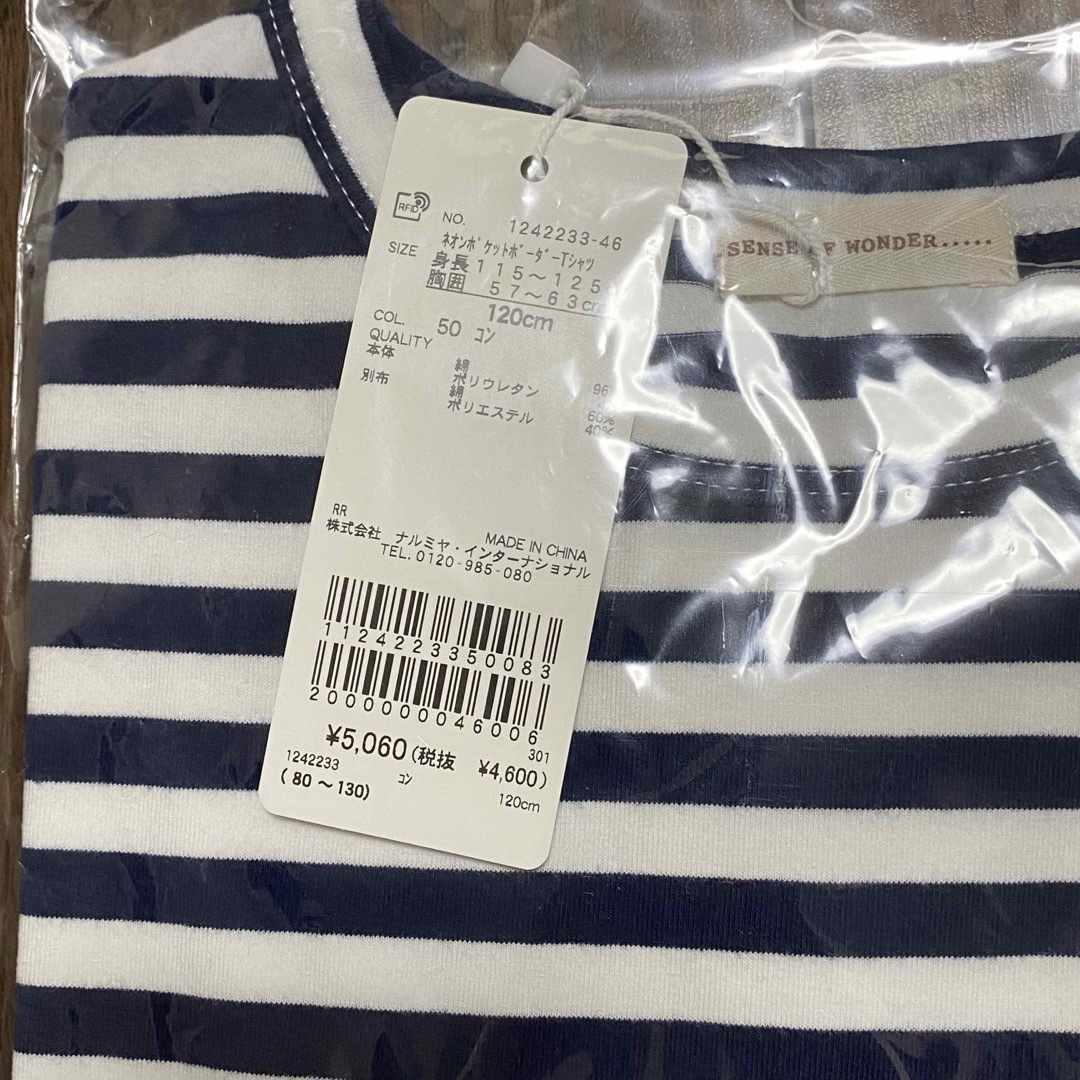 RFID
NO. 1242233-46
ネオンポケットボーダーTシャツ
SIZE 身長 115～125
胸囲 57～63cm
120cm
COL. 50 コン
QUALITY
本体 綿 96
ポリウレタン
別布 綿 60%
ポリエステル 40%
RR
MADE IN CHINA
株式会社 ナルミヤ・インターナショナル
TEL. 0120-985-080
1124223350083
2000000046006
301
¥5,060 (税抜 ¥4,600)
1242233 コン 120cm
(80～130)
SENSE OF WONDER.....